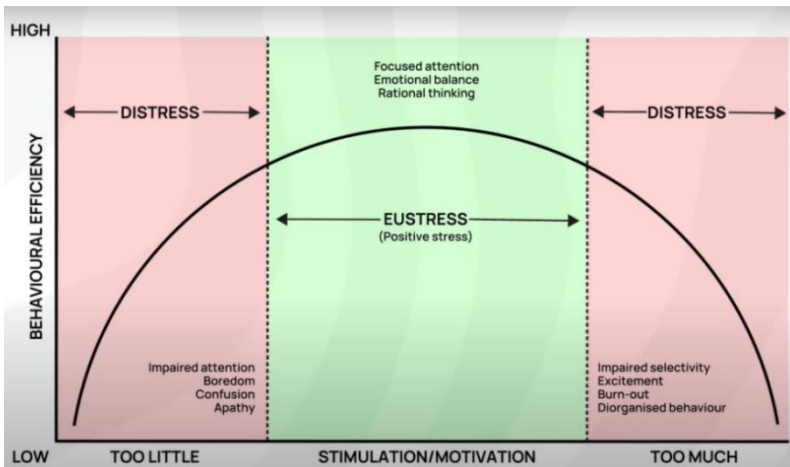 HIGH
Focused attention
Emotional balance
Rational thinking
DISTRESS
DISTRESS
BEHAVIOURAL EFFICIENCY
EUSTRESS
(Positive stress)
Impaired attention
Boredom
Confusion
Apathy
Impaired selectivity
Excitement
Burn-out
Diorganised behaviour
LOW
TOO LITTLE
STIMULATION/MOTIVATION
TOO MUCH